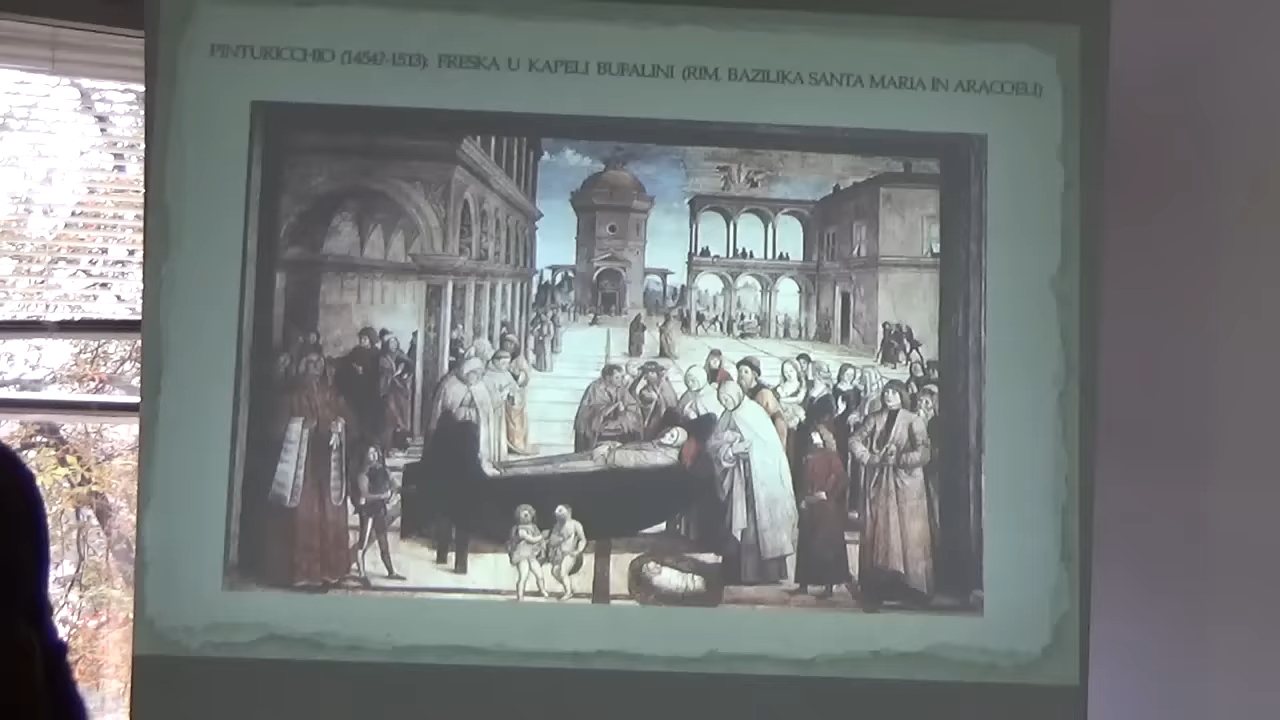 PINTURICCHIO (1454?-1513): FRESKA U KAPELI BUFALINI (RIM, BAZILIKA SANTA MARIA IN ARACOELI)